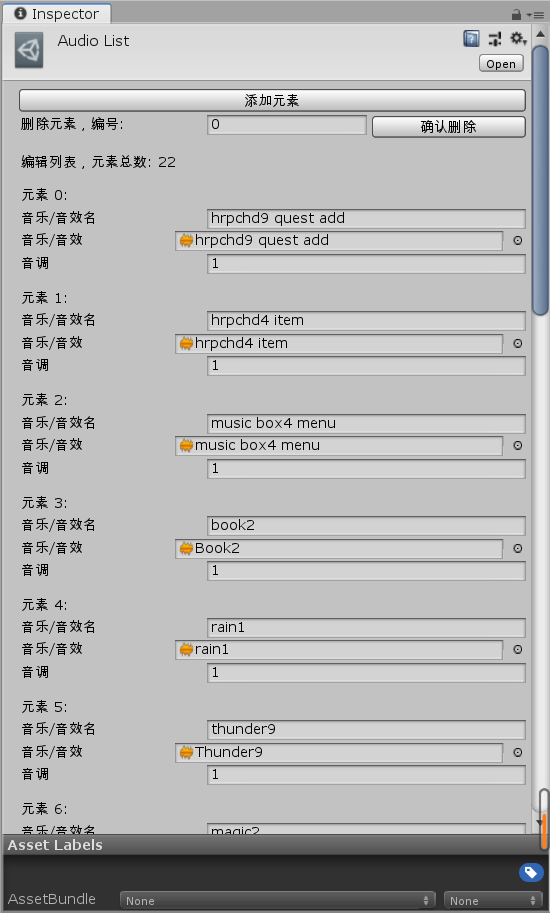 Inspector
Audio List
Open
添加元素
删除元素，编号: 0 确认删除
编辑列表，元素总数: 22
元素 0:
音乐/音效名 hrpchd9 quest add
音乐/音效 hrpchd9 quest add
音调 1
元素 1:
音乐/音效名 hrpchd4 item
音乐/音效 hrpchd4 item
音调 1
元素 2:
音乐/音效名 music box4 menu
音乐/音效 music box4 menu
音调 1
元素 3:
音乐/音效名 book2
音乐/音效 Book2
音调 1
元素 4:
音乐/音效名 rain1
音乐/音效 rain1
音调 1
元素 5:
音乐/音效名 thunder9
音乐/音效 Thunder9
音调 1
元素 6:
音乐/音效名 magic2
Asset Labels
AssetBundle None None